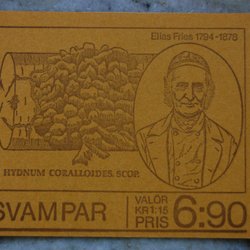 Elias Fries 1794-1878
HYDNUM CORALLOIDES, SCOP.
SVAMPAR
VALÖR
KR 1:15
PRIS
6:90